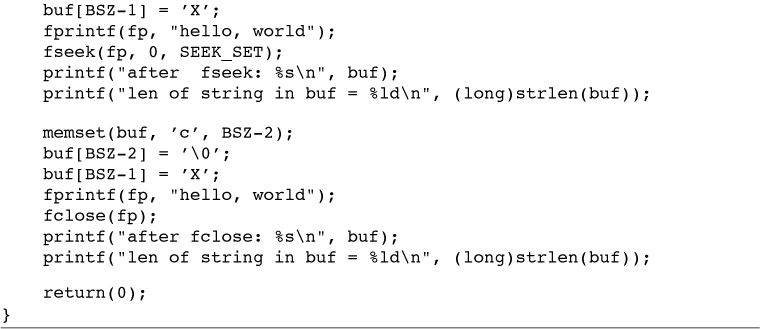 buf[BSZ-1] = ’X’;
fprintf(fp, "hello, world");
fseek(fp, 0, SEEK_SET);
printf("after  fseek: %s\n", buf);
printf("len of string in buf = %ld\n", (long)strlen(buf));
memset(buf, ’c’, BSZ-2);
buf[BSZ-2] = ’\0’;
buf[BSZ-1] = ’X’;
fprintf(fp, "hello, world");
fclose(fp);
printf("after fclose: %s\n", buf);
printf("len of string in buf = %ld\n", (long)strlen(buf));
return(0);
}